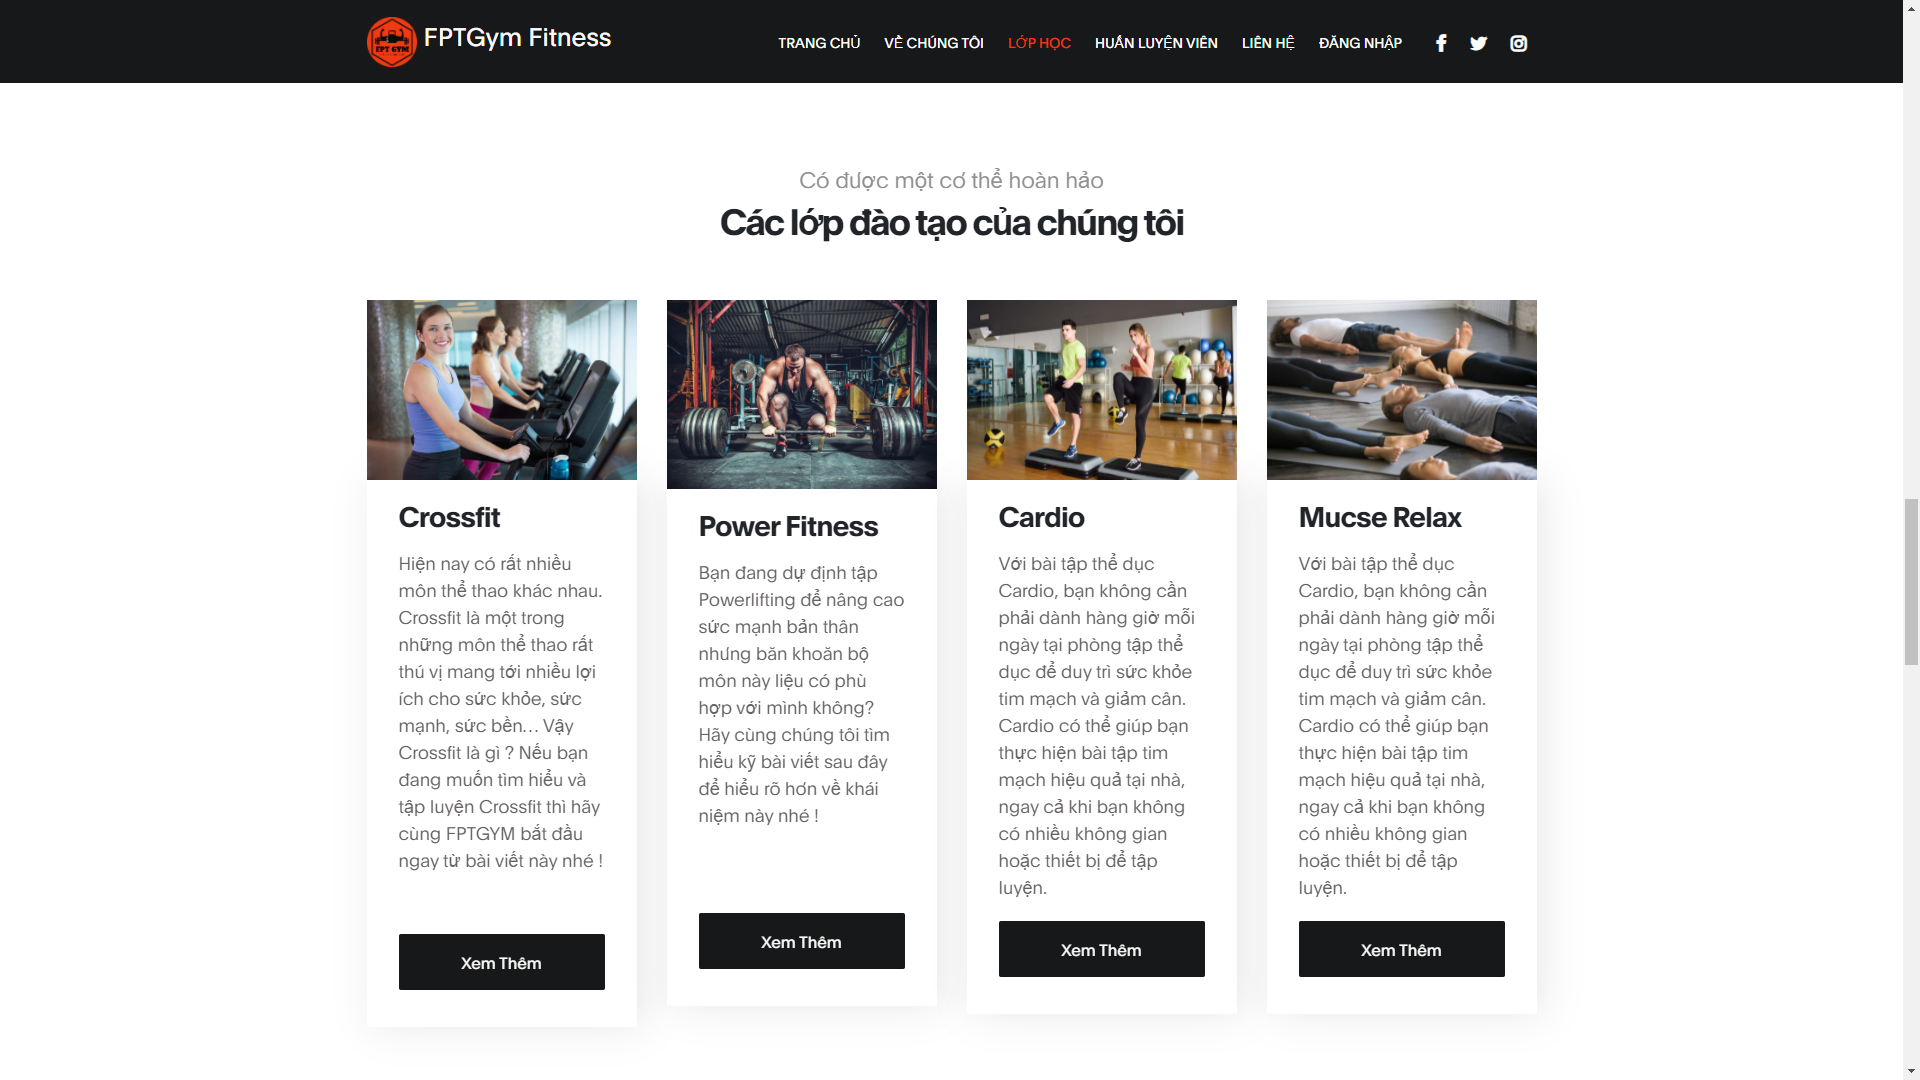 FPT GYM
FPTGym Fitness
TRANG CHỦ
VỀ CHÚNG TÔI
LỚP HỌC
HUẤN LUYỆN VIÊN
LIÊN HỆ
ĐĂNG NHẬP
Có được một cơ thể hoàn hảo
Các lớp đào tạo của chúng tôi
Crossfit
Hiện nay có rất nhiều
môn thể thao khác nhau.
Crossfit là một trong
những môn thể thao rất
thú vị mang tới nhiều lợi
ích cho sức khỏe, sức
mạnh, sức bền... Vậy
Crossfit là gì ? Nếu bạn
đang muốn tìm hiểu và
tập luyện Crossfit thì hãy
cùng FPTGYM bắt đầu
ngay từ bài viết này nhé !
Xem Thêm
Power Fitness
Bạn đang dự định tập
Powerlifting để nâng cao
sức mạnh bản thân
nhưng băn khoăn bộ
môn này liệu có phù
hợp với mình không?
Hãy cùng chúng tôi tìm
hiểu kỹ bài viết sau đây
để hiểu rõ hơn về khái
niệm này nhé !
Xem Thêm
Cardio
Với bài tập thể dục
Cardio, bạn không cần
phải dành hàng giờ mỗi
ngày tại phòng tập thể
dục để duy trì sức khỏe
tim mạch và giảm cân.
Cardio có thể giúp bạn
thực hiện bài tập tim
mạch hiệu quả tại nhà,
ngay cả khi bạn không
có nhiều không gian
hoặc thiết bị để tập
luyện.
Xem Thêm
Mucse Relax
Với bài tập thể dục
Cardio, bạn không cần
phải dành hàng giờ mỗi
ngày tại phòng tập thể
dục để duy trì sức khỏe
tim mạch và giảm cân.
Cardio có thể giúp bạn
thực hiện bài tập tim
mạch hiệu quả tại nhà,
ngay cả khi bạn không
có nhiều không gian
hoặc thiết bị để tập
luyện.
Xem Thêm